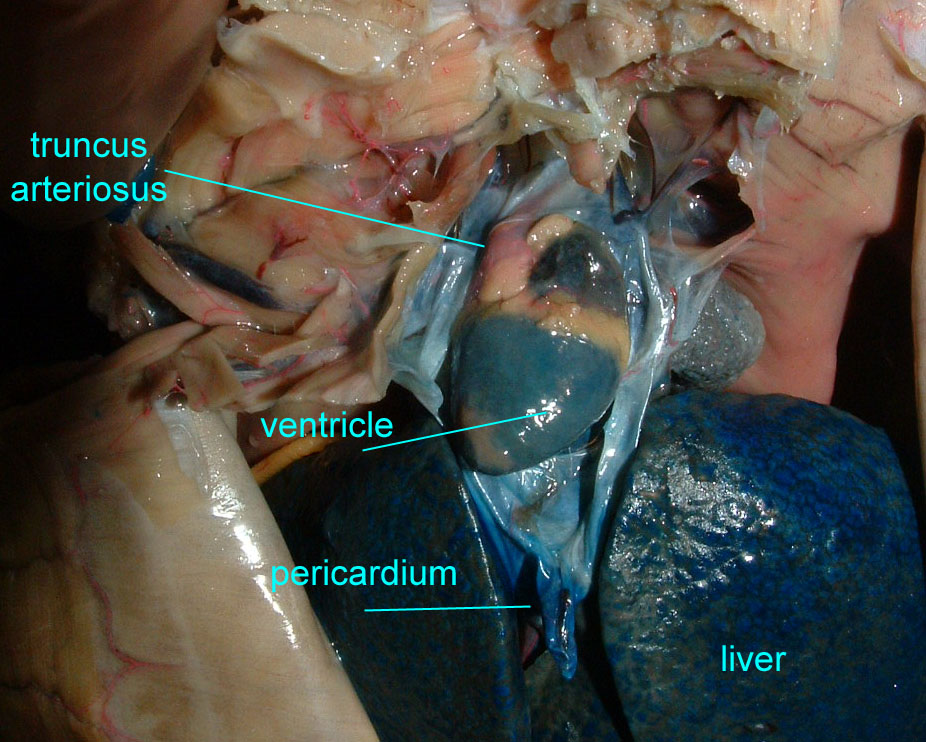 truncus
arteriosus
ventricle
pericardium
liver